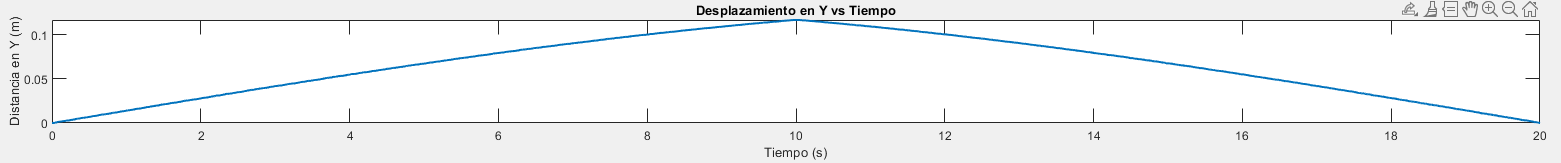 Desplazamiento en Y vs Tiempo
Distancia en Y (m)
0.1
0.05
0
0 2 4 6 8 10 12 14 16 18 20
Tiempo (s)